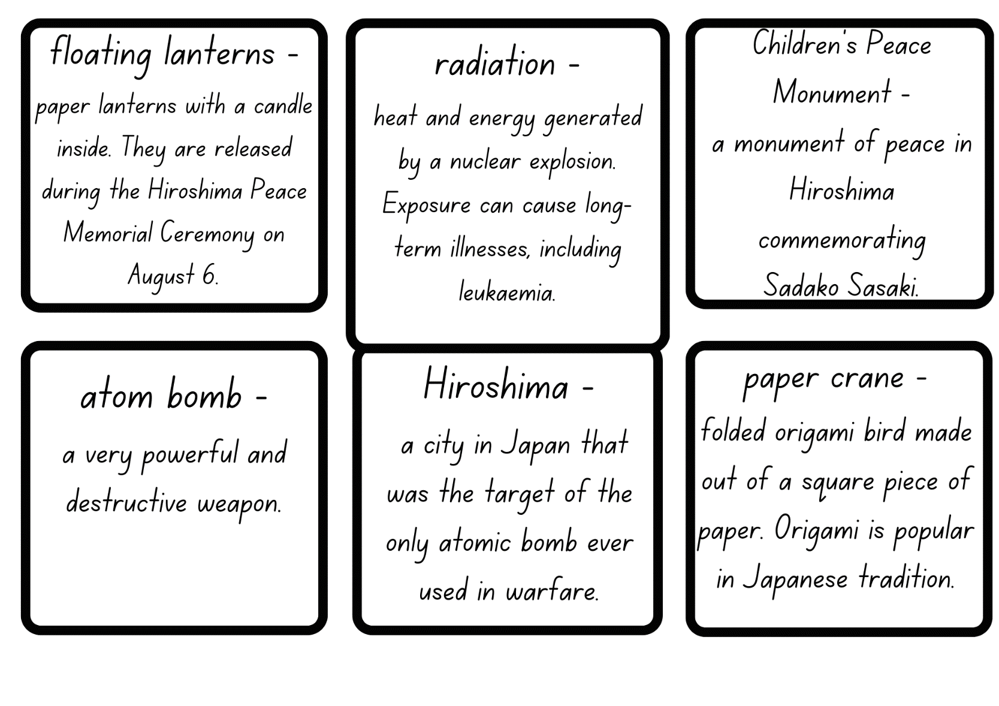 floating lanterns -
paper lanterns with a candle
inside. They are released
during the Hiroshima Peace
Memorial Ceremony on
August 6.
radiation -
heat and energy generated
by a nuclear explosion.
Exposure can cause long-
term illnesses, including
leukaemia.
Children's Peace
Monument -
a monument of peace in
Hiroshima
commemorating
Sadako Sasaki.
atom bomb -
a very powerful and
destructive weapon.
Hiroshima -
a city in Japan that
was the target of the
only atomic bomb ever
used in warfare.
paper crane -
folded origami bird made
out of a square piece of
paper. Origami is popular
in Japanese tradition.